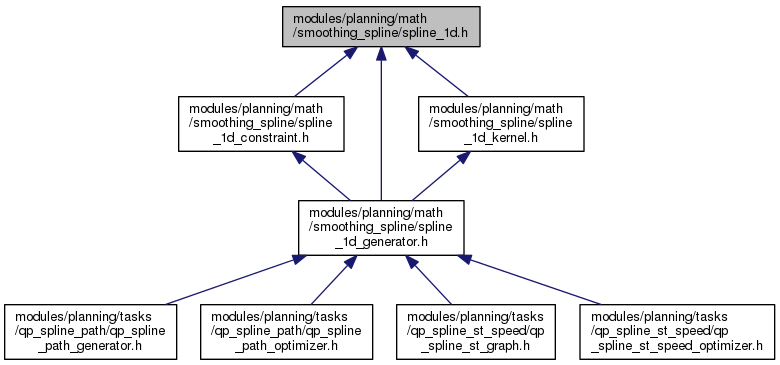 modules/planning/math
/smoothing_spline/spline_1d.h
modules/planning/math
/smoothing_spline/spline
_1d_constraint.h
modules/planning/math
/smoothing_spline/spline
_1d_kernel.h
modules/planning/math
/smoothing_spline/spline
_1d_generator.h
modules/planning/tasks
/qp_spline_path/qp_spline
_path_generator.h
modules/planning/tasks
/qp_spline_path/qp_spline
_path_optimizer.h
modules/planning/tasks
/qp_spline_st_speed/qp
_spline_st_graph.h
modules/planning/tasks
/qp_spline_st_speed/qp
_spline_st_speed_optimizer.h